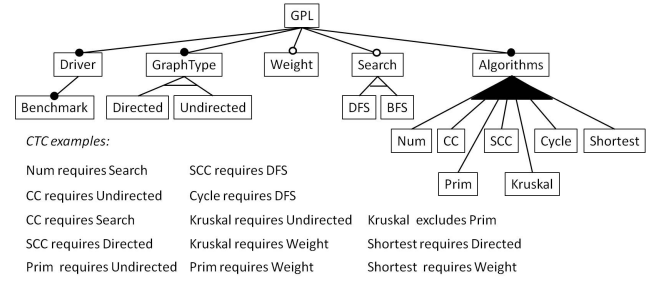 GPL
Driver GraphType Weight Search Algorithms
Benchmark Directed Undirected DFS BFS
Num CC SCC Cycle Shortest
Prim Kruskal
CTC examples:
Num requires Search SCC requires DFS
CC requires Undirected Cycle requires DFS
CC requires Search Kruskal requires Undirected Kruskal excludes Prim
SCC requires Directed Kruskal requires Weight Shortest requires Directed
Prim requires Undirected Prim requires Weight Shortest requires Weight